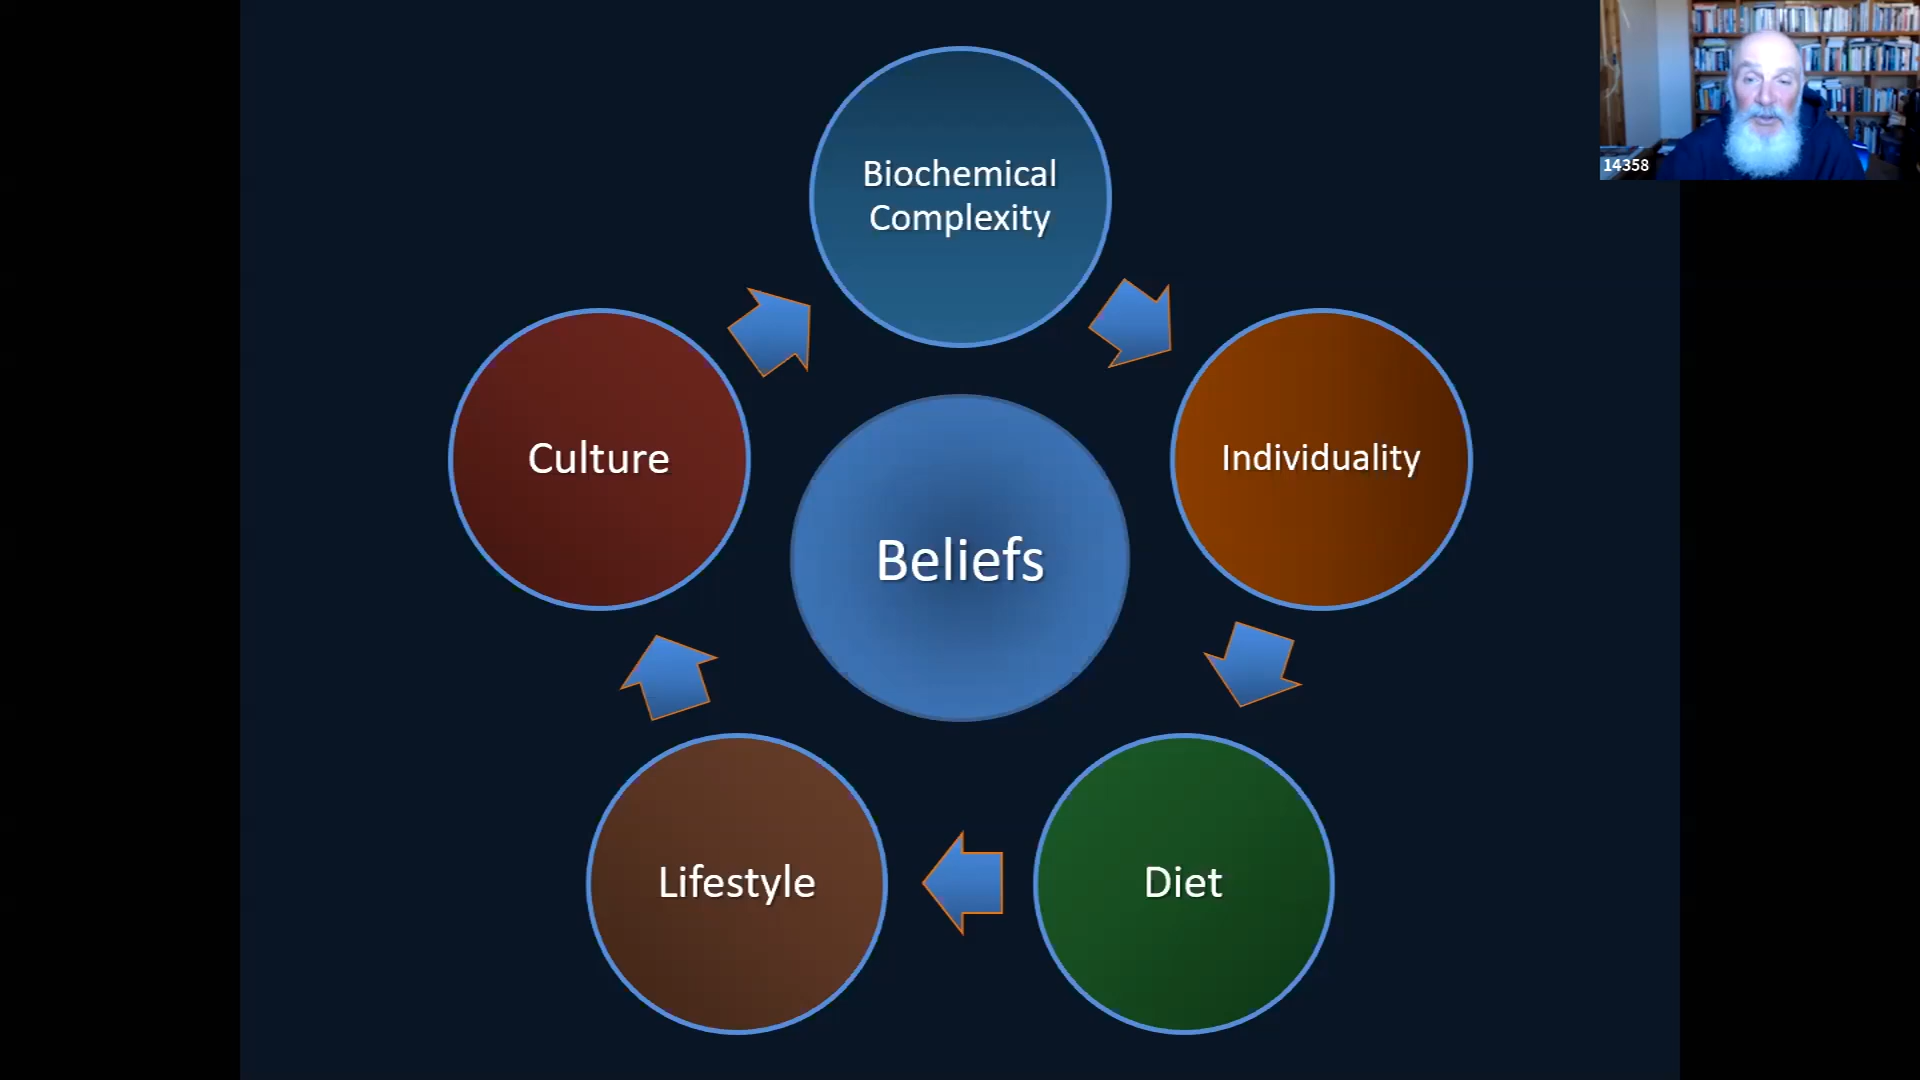 Biochemical
Complexity
14358
Culture
Individuality
Beliefs
Lifestyle
Diet